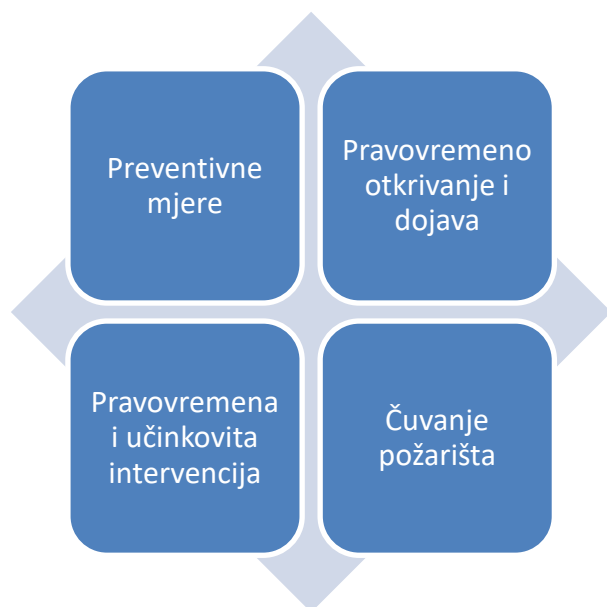 Preventivne
mjere
Pravovremeno
otkrivanje i
dojava
Pravovremena
i učinkovita
intervencija
Čuvanje
požarišta